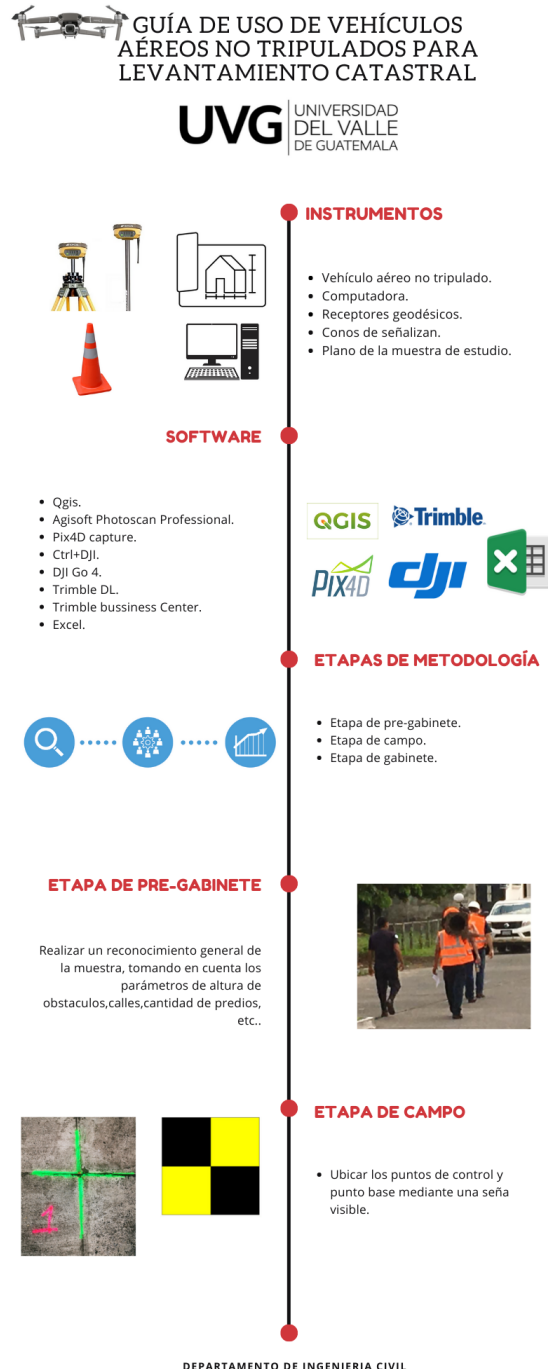 GUÍA DE USO DE VEHÍCULOS
AÉREOS NO TRIPULADOS PARA
LEVANTAMIENTO CATASTRAL
UVG UNIVERSIDAD
DEL VALLE
DE GUATEMALA
INSTRUMENTOS
Vehículo aéreo no tripulado.
Computadora.
Receptores geodésicos.
Conos de señalizan.
Plano de la muestra de estudio.
SOFTWARE
Qgis.
Agisoft Photoscan Professional.
Pix4D capture.
Ctrl+DJI.
DJI Go 4.
Trimble DL.
Trimble bussiness Center.
Excel.
QGIS
Trimble
PIX4D
dji
X
ETAPAS DE METODOLOGÍA
Etapa de pre-gabinete.
Etapa de campo.
Etapa de gabinete.
ETAPA DE PRE-GABINETE
Realizar un reconocimiento general de
la muestra, tomando en cuenta los
parámetros de altura de
obstaculos,calles,cantidad de predios,
etc..
ETAPA DE CAMPO
Ubicar los puntos de control y
punto base mediante una seña
visible.
1
DEPARTAMENTO DE INGENIERIA CIVIL